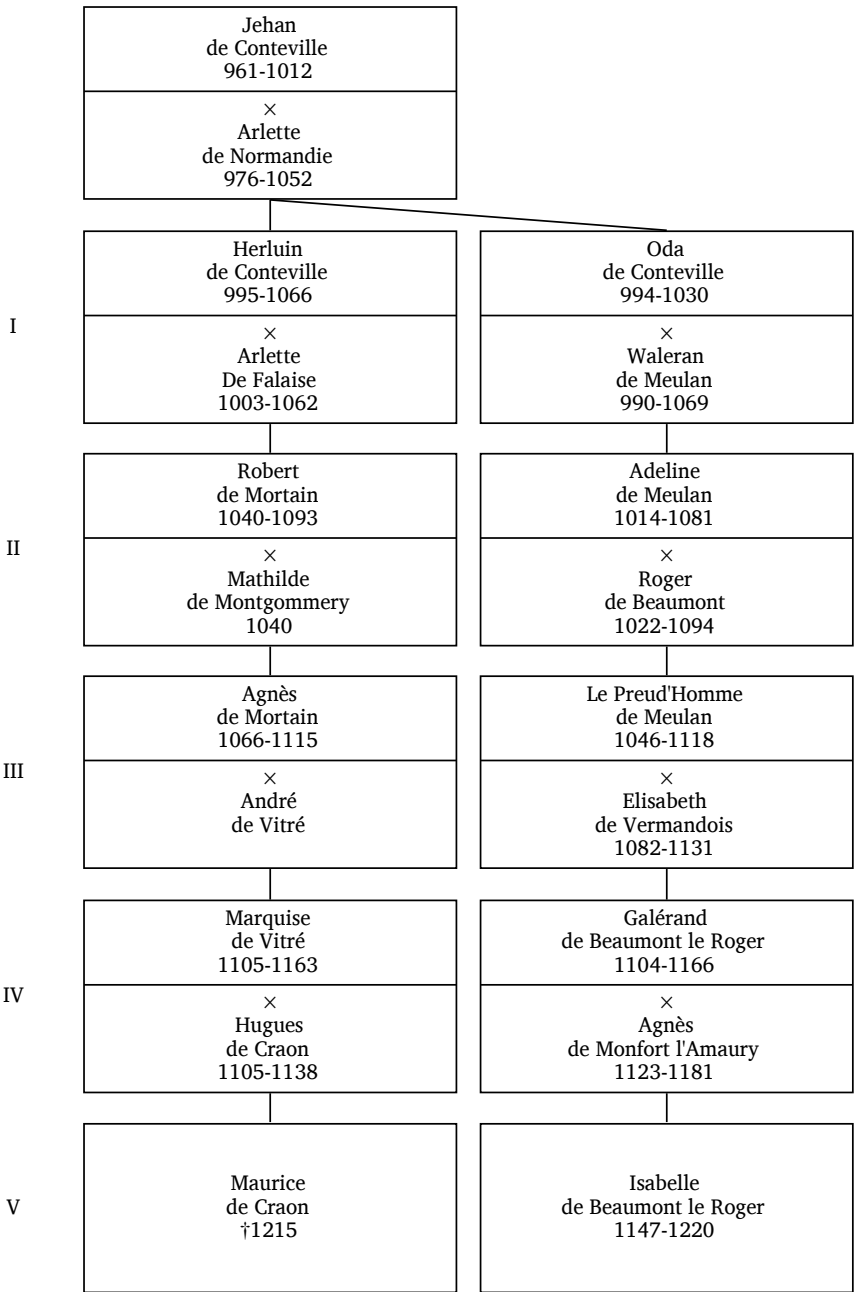 Jehan
de Conteville
961-1012
×
Arlette
de Normandie
976-1052
I
Herluin
de Conteville
995-1066
×
Arlette
De Falaise
1003-1062
Oda
de Conteville
994-1030
×
Waleran
de Meulan
990-1069
II
Robert
de Mortain
1040-1093
×
Mathilde
de Montgommery
1040
Adeline
de Meulan
1014-1081
×
Roger
de Beaumont
1022-1094
III
Agnès
de Mortain
1066-1115
×
André
de Vitré
Le Preud'Homme
de Meulan
1046-1118
×
Elisabeth
de Vermandois
1082-1131
IV
Marquise
de Vitré
1105-1163
×
Hugues
de Craon
1105-1138
Galérand
de Beaumont le Roger
1104-1166
×
Agnès
de Monfort l'Amaury
1123-1181
V
Maurice
de Craon
†1215
Isabelle
de Beaumont le Roger
1147-1220